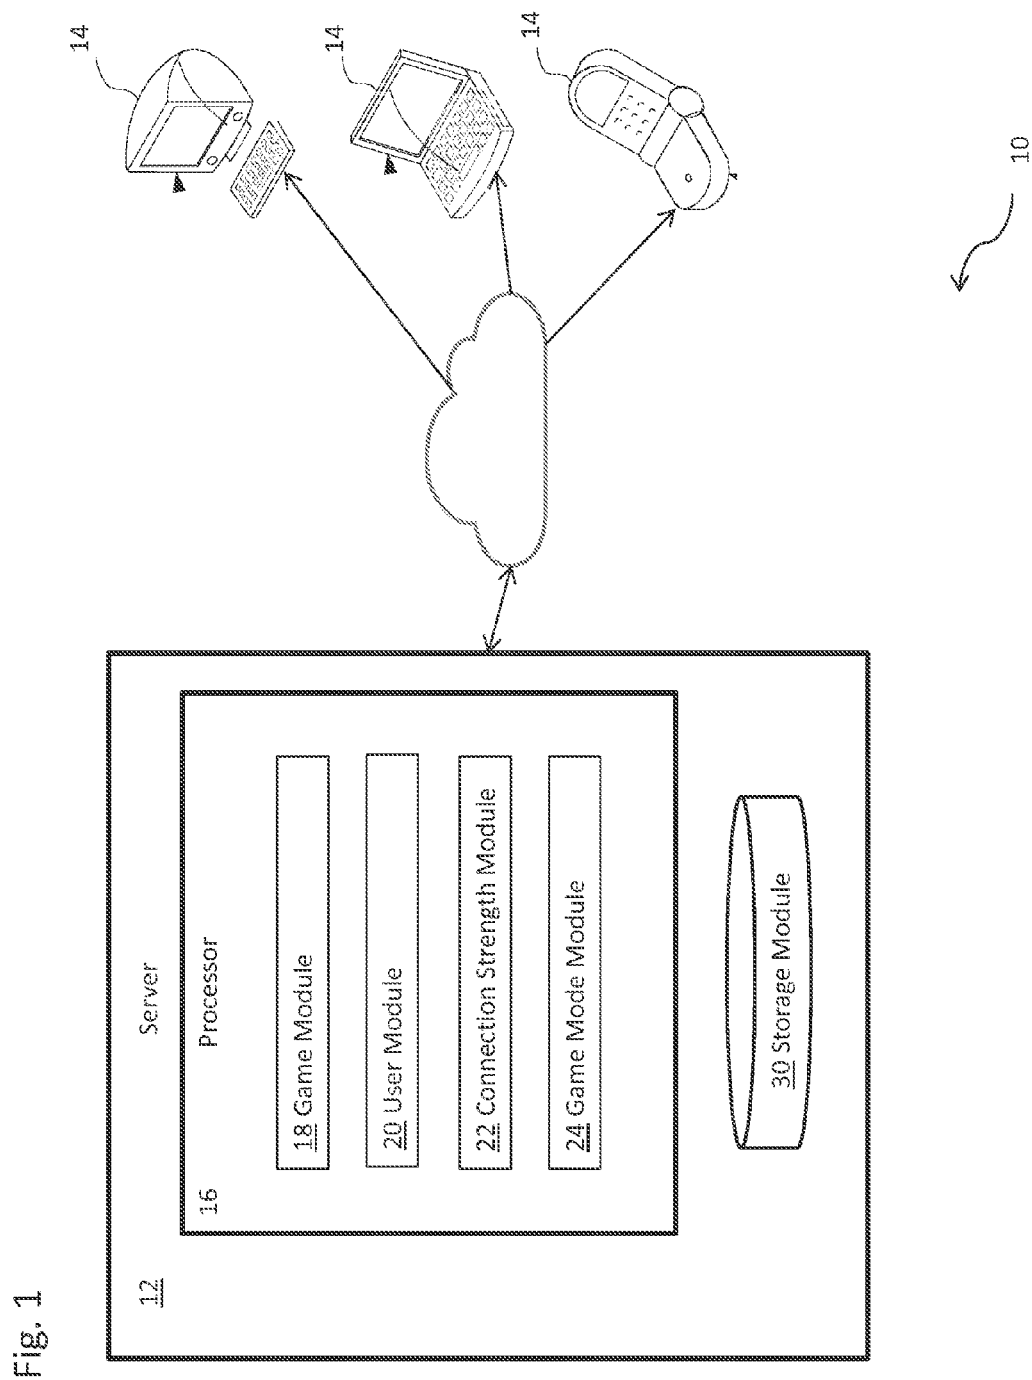 Fig. 1
12
Server
16
Processor
18 Game Module
20 User Module
22 Connection Strength Module
24 Game Mode Module
30 Storage Module
14
14
14
10